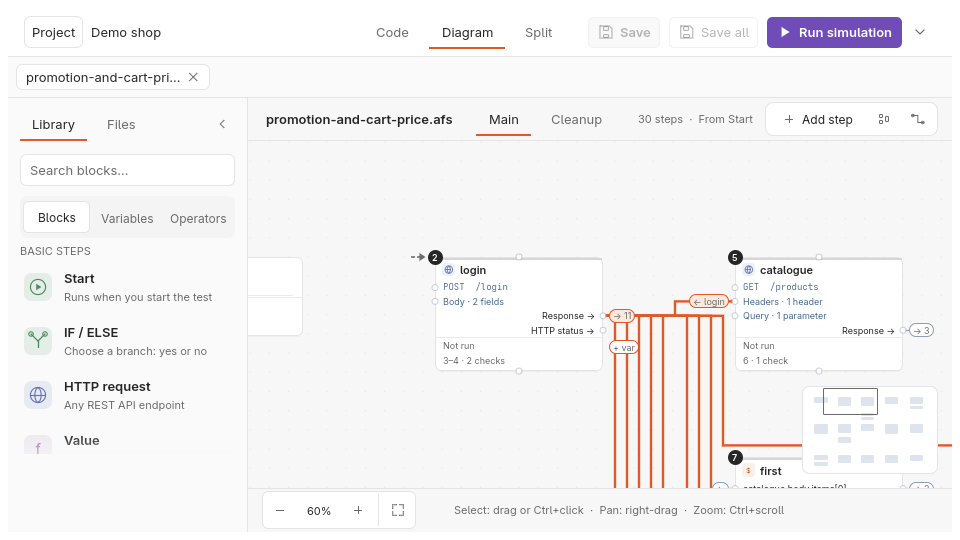 Project Demo shop Code Diagram Split Save Save all Run simulation
promotion-and-cart-pri...
Library Files
promotion-and-cart-price.afs Main Cleanup 30 steps · From Start Add step
Search blocks...
Blocks Variables Operators
BASIC STEPS
Start
Runs when you start the test
IF / ELSE
Choose a branch: yes or no
HTTP request
Any REST API endpoint
Value
2 login
POST /login
Body · 2 fields
Response →
HTTP status →
Not run
3–4 · 2 checks
→ 11
+ var
← login
5 catalogue
GET /products
Headers · 1 header
Query · 1 parameter
Response →
→ 3
Not run
6 · 1 check
7 first
60%
Select: drag or Ctrl+click · Pan: right-drag · Zoom: Ctrl+scroll